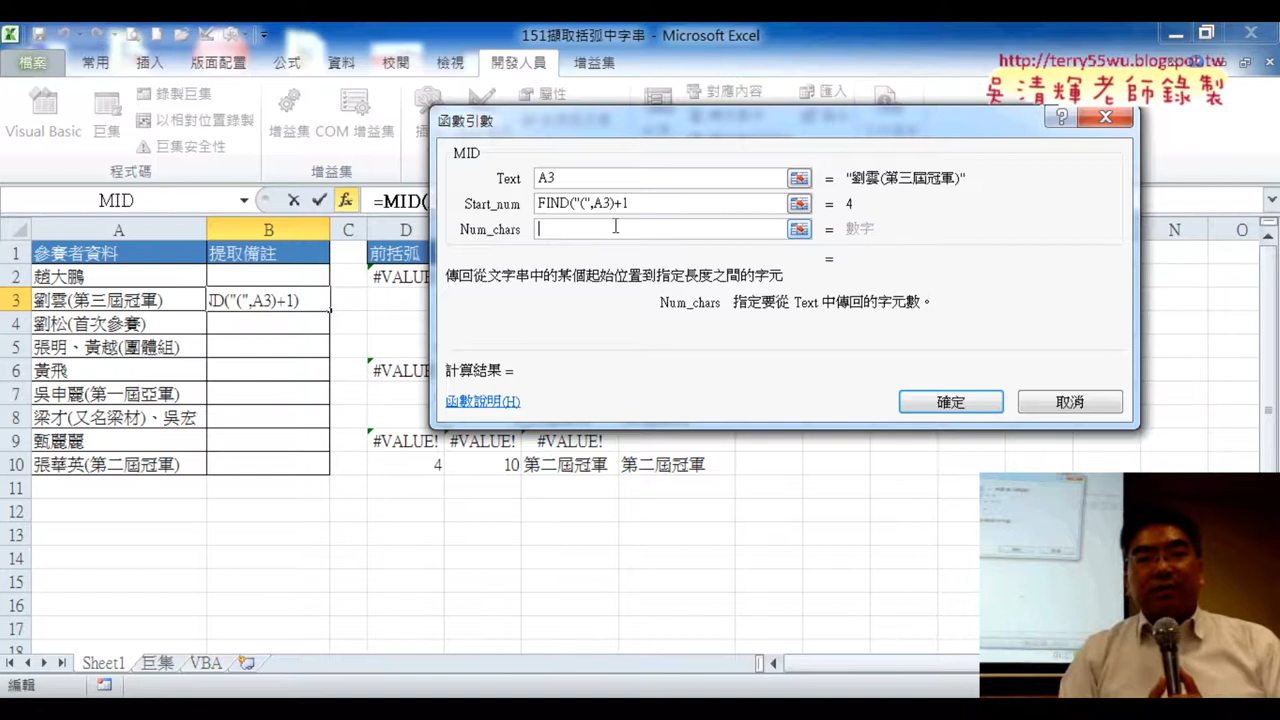 151擷取括弧中字串 - Microsoft Excel
http://terry55wu.blogspot.tw
吳清輝老師錄製
檔案 常用 插入 版面配置 公式 資料 校閱 檢視 開發人員 增益集
Visual Basic 巨集 錄製巨集 以相對位置錄製 巨集安全性 增益集 COM 增益集 屬性 對應內容 匯入
程式碼 增益集
MID =MID(
函數引數
MID
Text A3 = "劉雲(第三屆冠軍)"
Start_num FIND("(",A3)+1 = 4
Num_chars = 數字
=
傳回從文字串中的某個起始位置到指定長度之間的字元
Num_chars 指定要從 Text 中傳回的字元數。
計算結果 =
函數說明(H) 確定 取消
A B C D N O
1 參賽者資料 提取備註 前括弧
2 趙大鵬 #VALUE!
3 劉雲(第三屆冠軍) ND("(",A3)+1)
4 劉松(首次參賽)
5 張明、黃越(團體組)
6 黃飛 #VALUE!
7 吳申麗(第一屆亞軍)
8 梁才(又名梁材)、吳宏
9 甄麗麗 #VALUE! #VALUE! #VALUE!
10 張華英(第二屆冠軍) 4 10 第二屆冠軍 第二屆冠軍
11
12
13
14
15
16
17
18
Sheet1 巨集 VBA
編輯